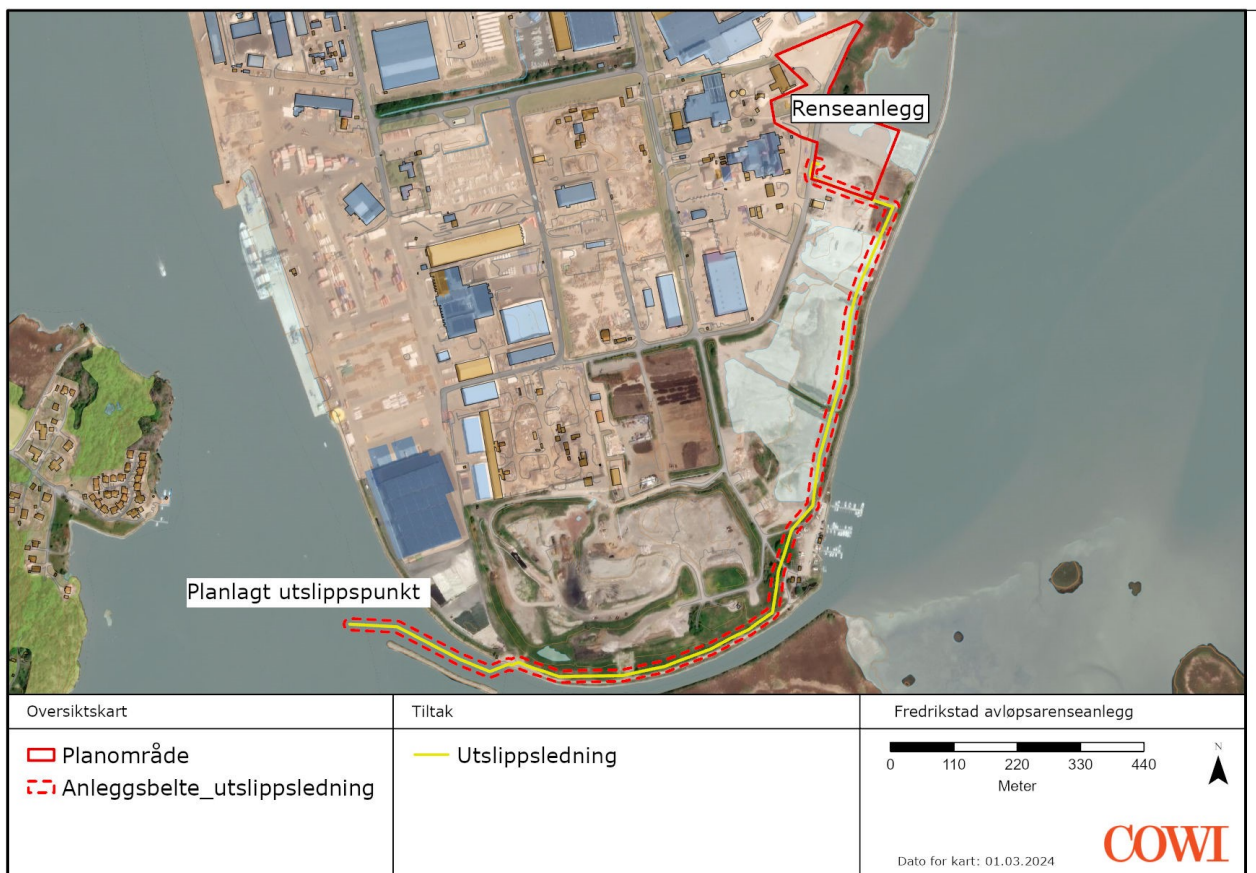 Renseanlegg
Planlagt utslippspunkt
Oversiktskart
Planområde
Anleggsbelte_utslippsledning
Tiltak
Utslippsledning
Fredrikstad avløpsarenseanlegg
0 110 220 330 440
Meter
N
Dato for kart: 01.03.2024
COWI